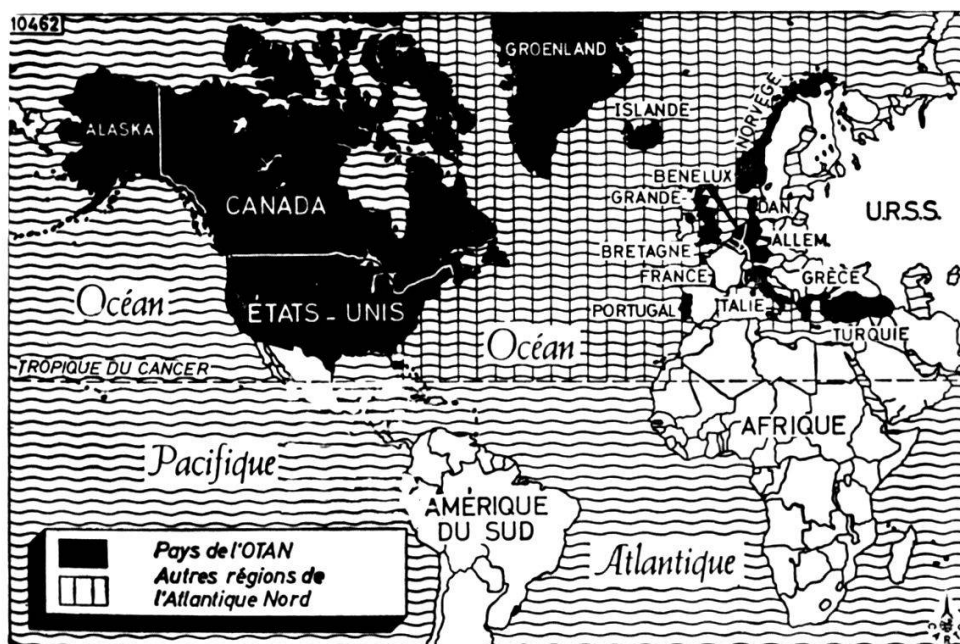 10462
GROENLAND
ISLANDE
NORVÈGE
ALASKA
CANADA
BENELUX
GRANDE-
BRETAGNE
DAN.
ALLEM.
U.R.S.S.
FRANCE
GRÈCE
Océan
ÉTATS-UNIS
PORTUGAL
ITALIE
TURQUIE
Océan
TROPIQUE DU CANCER
AFRIQUE
Pacifique
AMÉRIQUE
DU SUD
Atlantique
Pays de l'OTAN
Autres régions de
l'Atlantique Nord